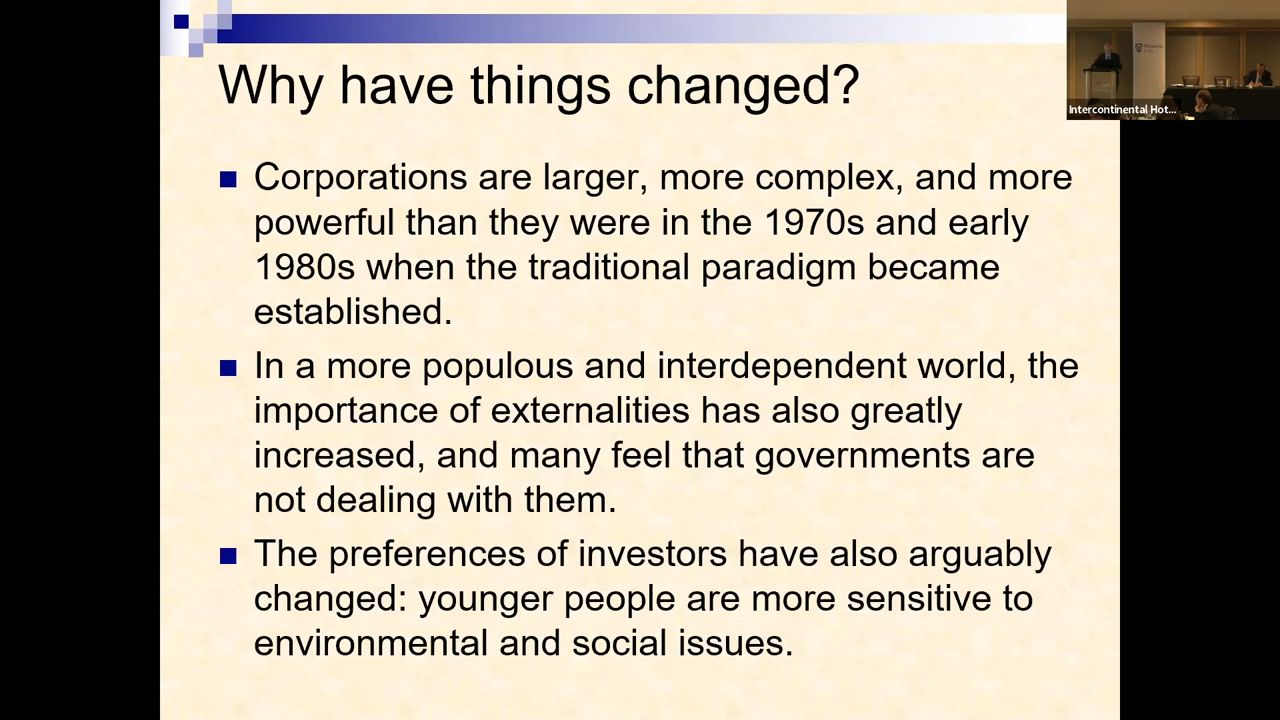 Why have things changed?
Corporations are larger, more complex, and more
powerful than they were in the 1970s and early
1980s when the traditional paradigm became
established.
In a more populous and interdependent world, the
importance of externalities has also greatly
increased, and many feel that governments are
not dealing with them.
The preferences of investors have also arguably
changed: younger people are more sensitive to
environmental and social issues.
Intercontinental Hot...